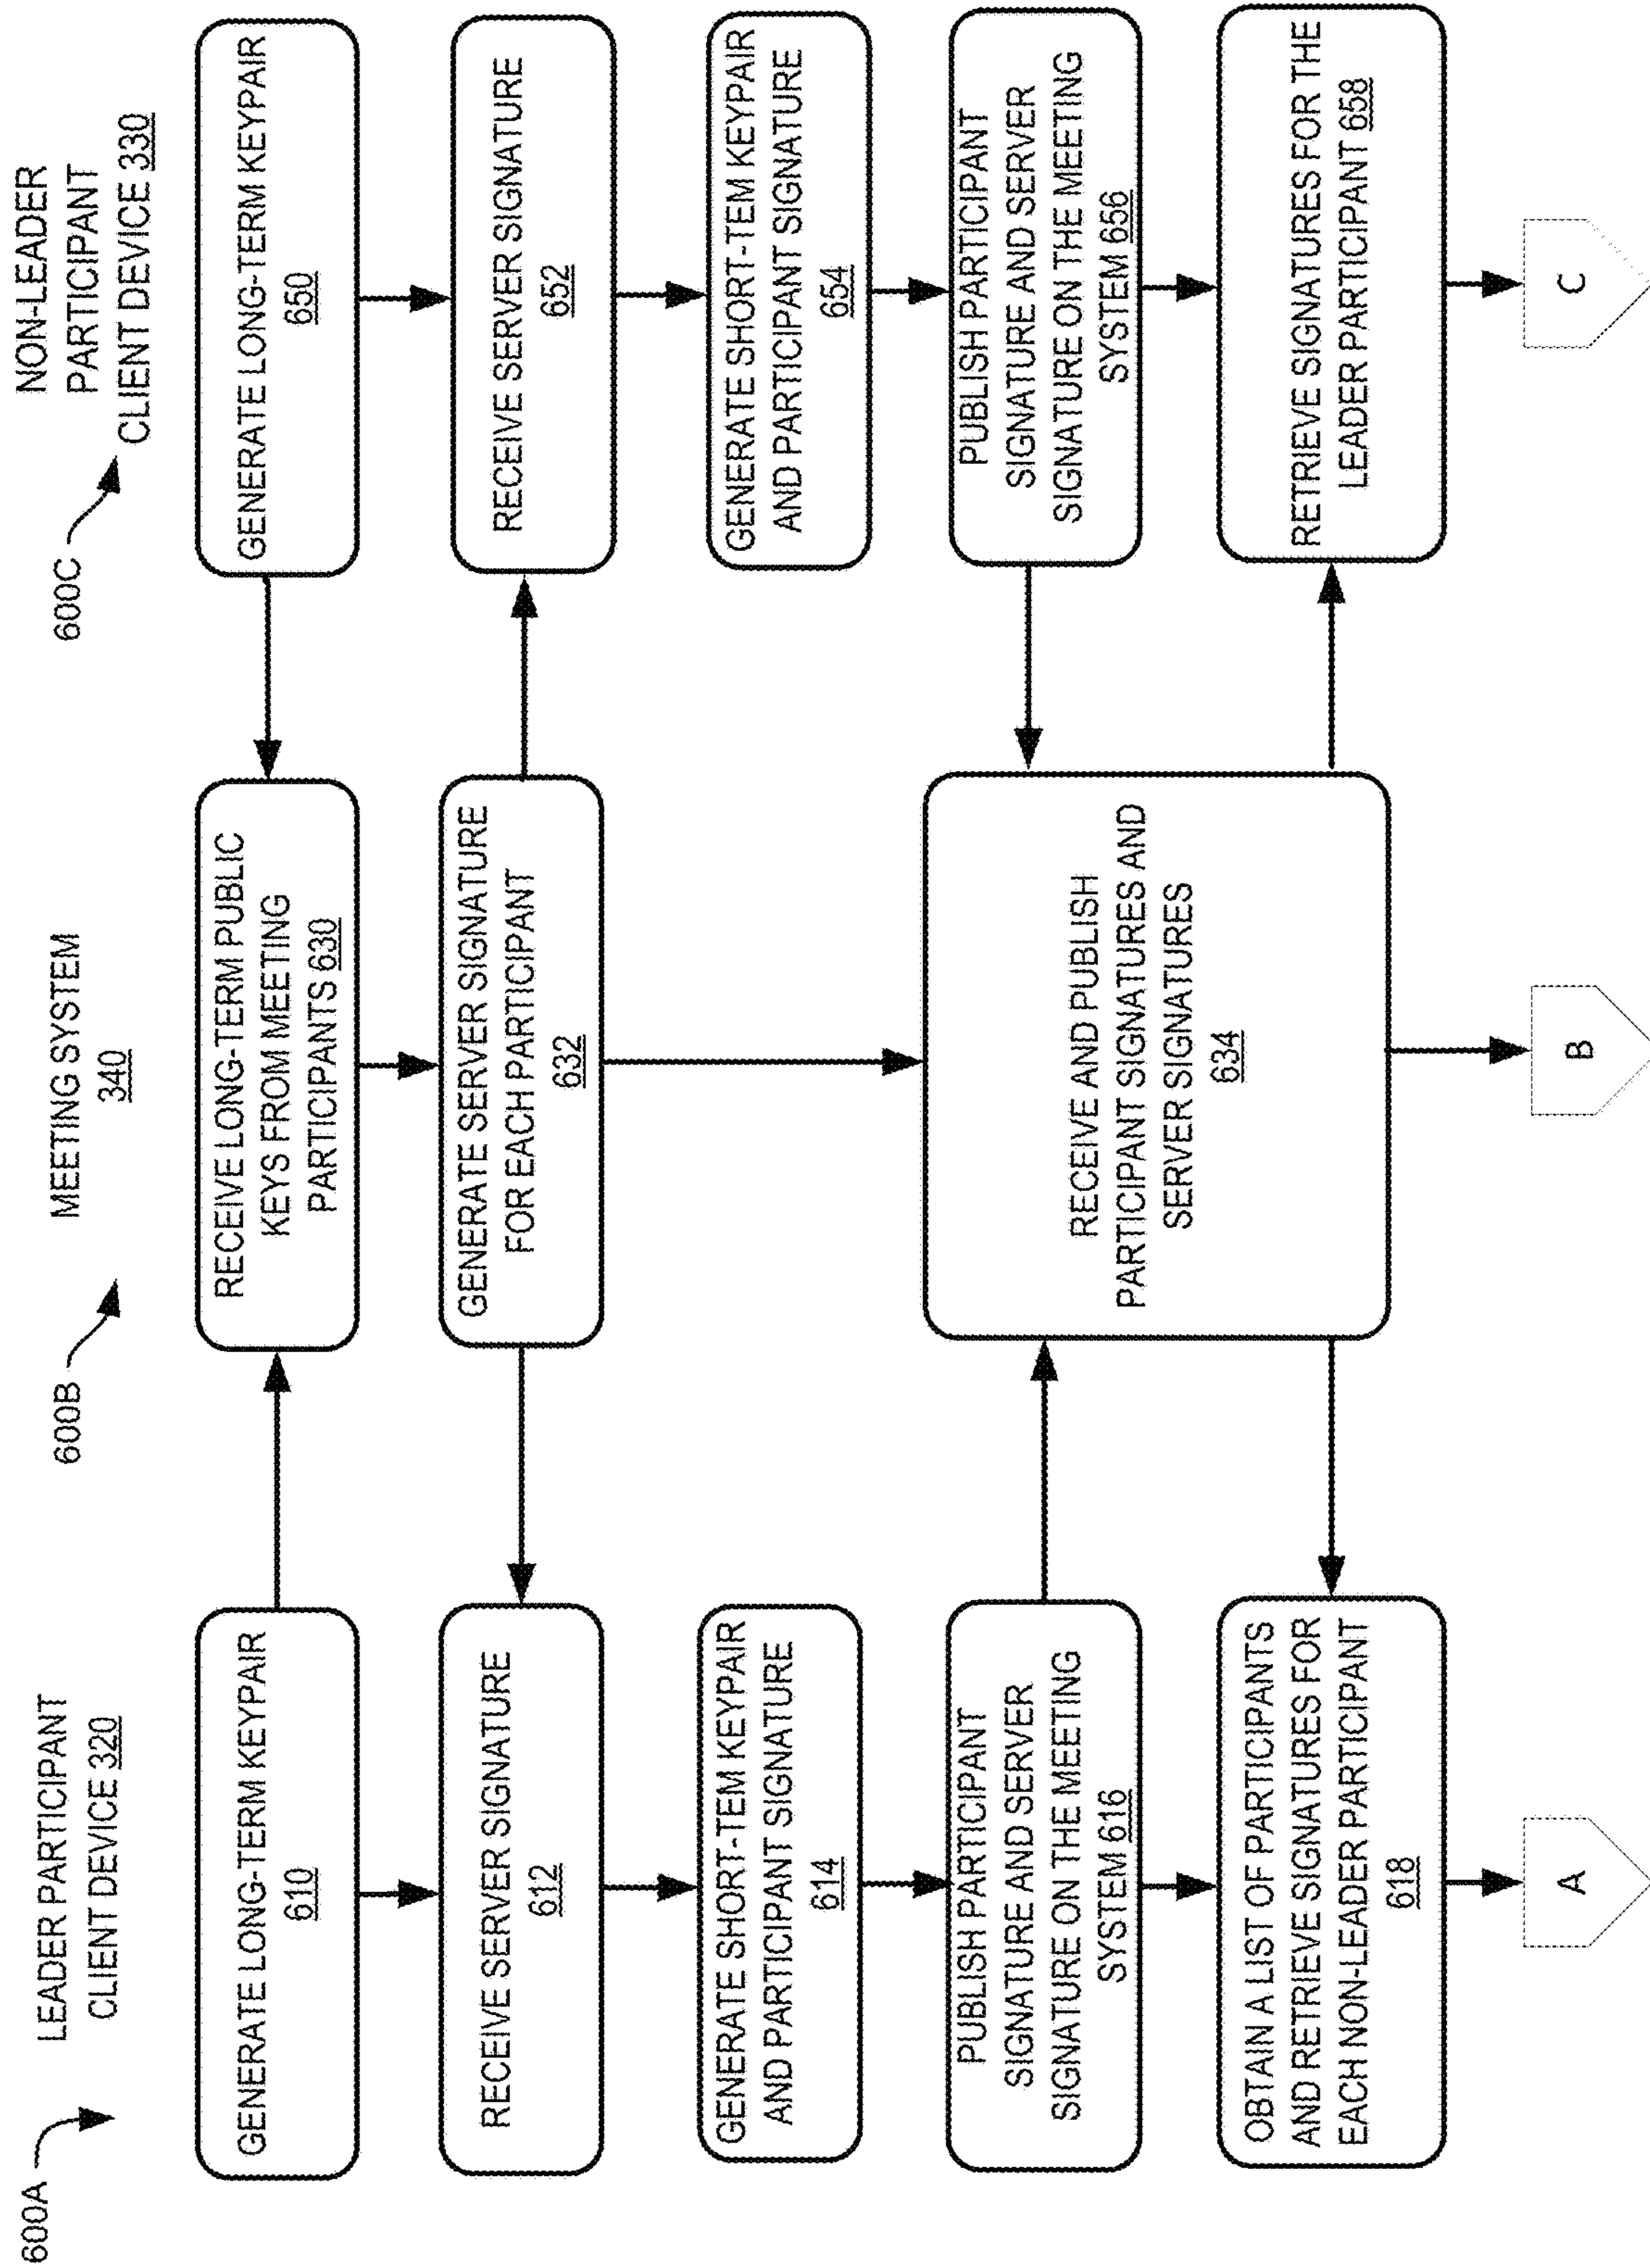 600A
LEADER PARTICIPANT
CLIENT DEVICE 320
600B
MEETING SYSTEM
340
600C
NON-LEADER
PARTICIPANT
CLIENT DEVICE 330
GENERATE LONG-TERM KEYPAIR
610
RECEIVE LONG-TERM PUBLIC
KEYS FROM MEETING
PARTICIPANTS 630
GENERATE LONG-TERM KEYPAIR
650
RECEIVE SERVER SIGNATURE
612
GENERATE SERVER SIGNATURE
FOR EACH PARTICIPANT
632
RECEIVE SERVER SIGNATURE
652
GENERATE SHORT-TEM KEYPAIR
AND PARTICIPANT SIGNATURE
614
GENERATE SHORT-TEM KEYPAIR
AND PARTICIPANT SIGNATURE
654
PUBLISH PARTICIPANT
SIGNATURE AND SERVER
SIGNATURE ON THE MEETING
SYSTEM 616
RECEIVE AND PUBLISH
PARTICIPANT SIGNATURES AND
SERVER SIGNATURES
634
PUBLISH PARTICIPANT
SIGNATURE AND SERVER
SIGNATURE ON THE MEETING
SYSTEM 656
OBTAIN A LIST OF PARTICIPANTS
AND RETRIEVE SIGNATURES FOR
EACH NON-LEADER PARTICIPANT
618
RETRIEVE SIGNATURES FOR THE
LEADER PARTICIPANT 658
A
B
C